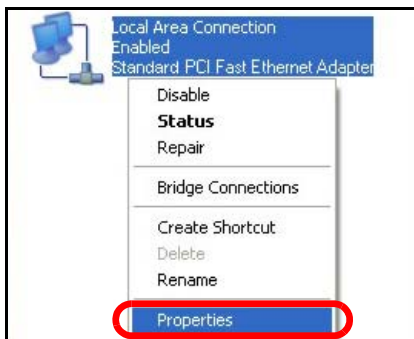 Local Area Connection
Enabled
Standard PCI Fast Ethernet Adapter
Disable
Status
Repair
Bridge Connections
Create Shortcut
Delete
Rename
Properties